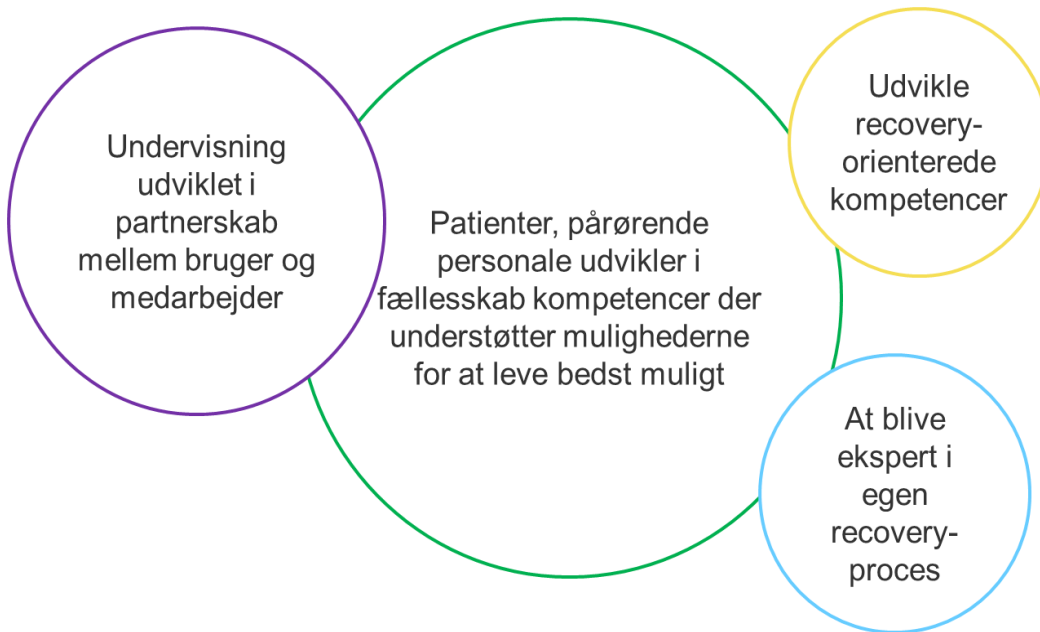 Undervisning
udviklet i
partnerskab
mellem bruger og
medarbejder
Patienter, pårørende
personale udvikler i
fællesskab kompetencer der
understøtter mulighederne
for at leve bedst muligt
Udvikle
recovery-
orienterede
kompetencer
At blive
ekspert i
egen
recovery-
proces